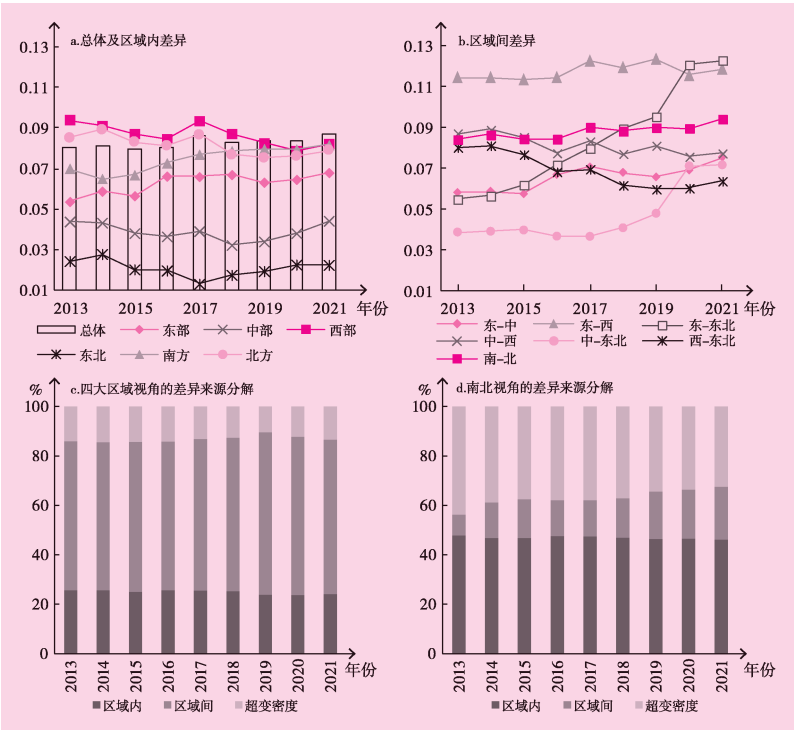 a.总体及区域内差异
0.13
0.11
0.09
0.07
0.05
0.03
0.01
2013 2015 2017 2019 2021 年份
总体 东部 中部 西部
东北 南方 北方
b.区域间差异
0.13
0.11
0.09
0.07
0.05
0.03
0.01
2013 2015 2017 2019 2021 年份
东–中 东–西 东–东北
中–西 中–东北 西–东北
南–北
c.四大区域视角的差异来源分解
%
100
80
60
40
20
0
2013 2014 2015 2016 2017 2018 2019 2020 2021 年份
区域内 区域间 超变密度
d.南北视角的差异来源分解
%
100
80
60
40
20
0
2013 2014 2015 2016 2017 2018 2019 2020 2021 年份
区域内 区域间 超变密度